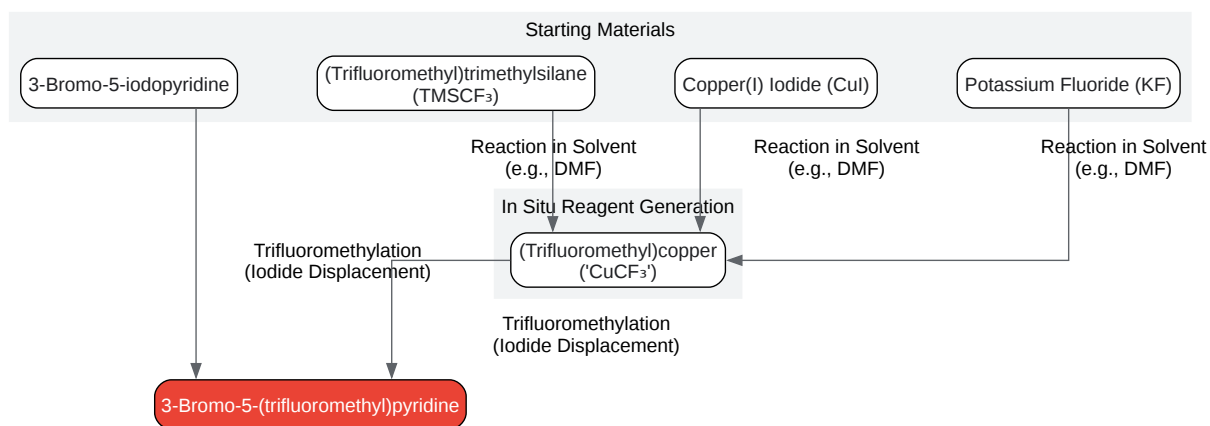 Starting Materials
3-Bromo-5-iodopyridine
(Trifluoromethyl)trimethylsilane
(TMSCF₃)
Copper(I) Iodide (CuI)
Potassium Fluoride (KF)
Reaction in Solvent
(e.g., DMF)
Reaction in Solvent
(e.g., DMF)
Reaction in Solvent
(e.g., DMF)
In Situ Reagent Generation
(Trifluoromethyl)copper
('CuCF₃')
Trifluoromethylation
(Iodide Displacement)
Trifluoromethylation
(Iodide Displacement)
3-Bromo-5-(trifluoromethyl)pyridine